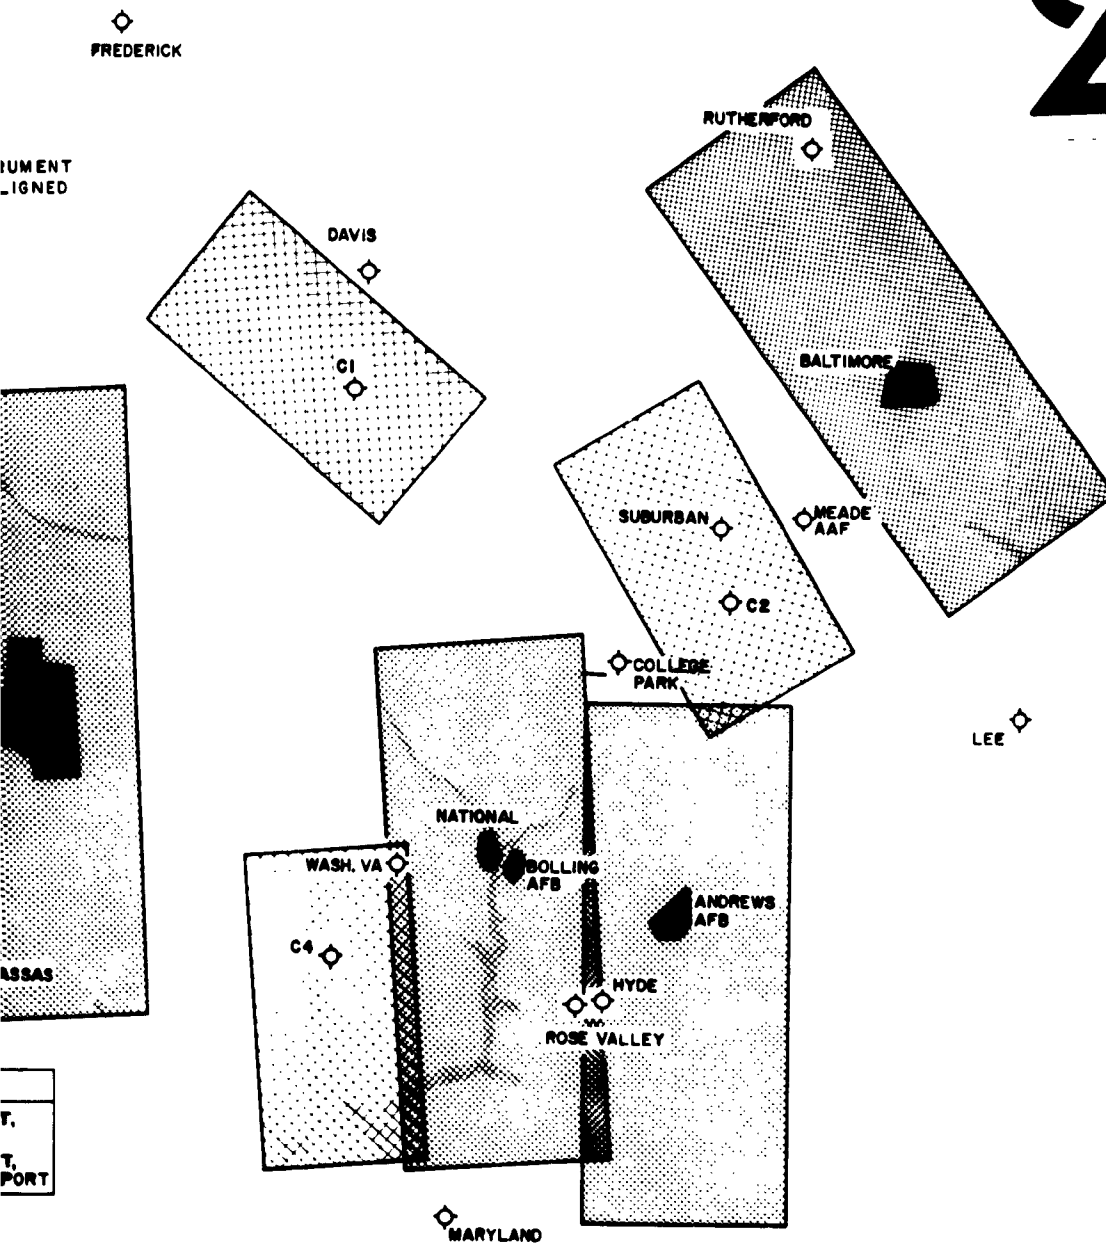 FREDERICK
RUTHERFORD
RUMENT
LIGNED
DAVIS
C1
BALTIMORE
SUBURBAN
MEADE
AAF
C2
COLLEGE
PARK
LEE
NATIONAL
WASH. VA
BOLLING
AFB
ANDREWS
AFB
C4
ASSAS
HYDE
ROSE VALLEY
T,
T,
PORT
MARYLAND